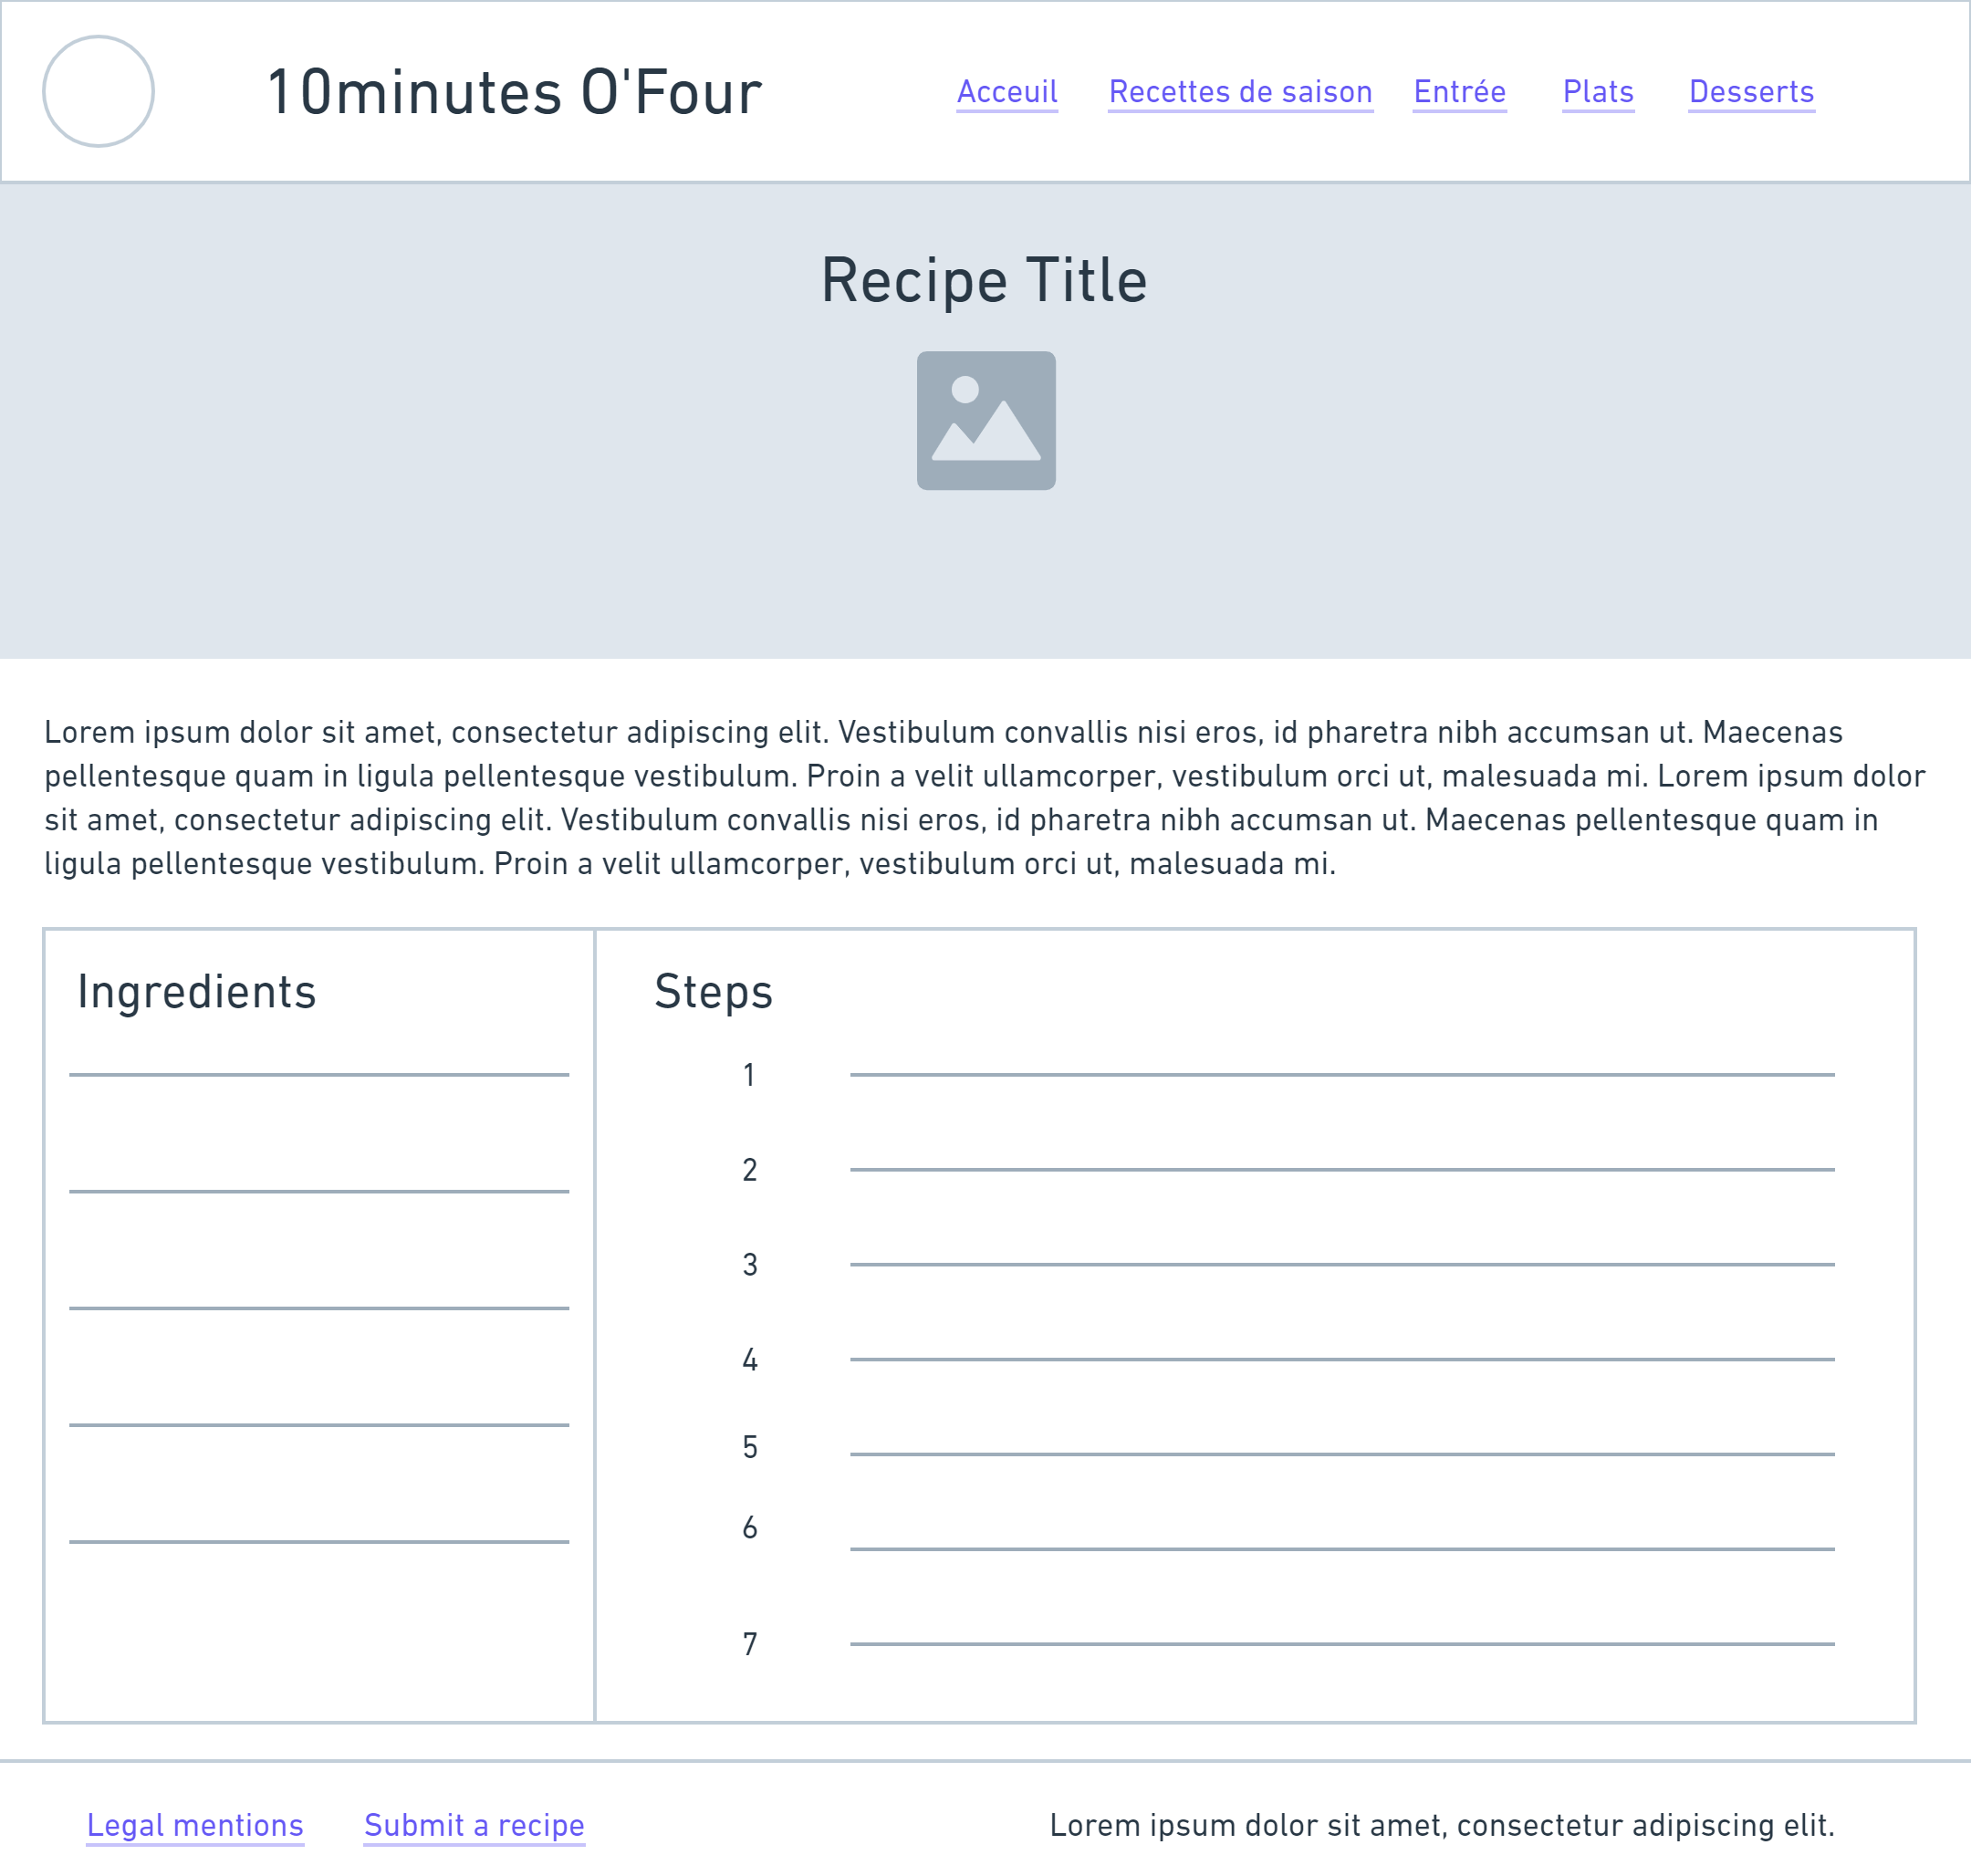 10minutes O'Four
Acceuil Recettes de saison Entrée Plats Desserts
Recipe Title
Lorem ipsum dolor sit amet, consectetur adipiscing elit. Vestibulum convallis nisi eros, id pharetra nibh accumsan ut. Maecenas
pellentesque quam in ligula pellentesque vestibulum. Proin a velit ullamcorper, vestibulum orci ut, malesuada mi. Lorem ipsum dolor
sit amet, consectetur adipiscing elit. Vestibulum convallis nisi eros, id pharetra nibh accumsan ut. Maecenas pellentesque quam in
ligula pellentesque vestibulum. Proin a velit ullamcorper, vestibulum orci ut, malesuada mi.
Ingredients
Steps
1
2
3
4
5
6
7
Legal mentions Submit a recipe
Lorem ipsum dolor sit amet, consectetur adipiscing elit.